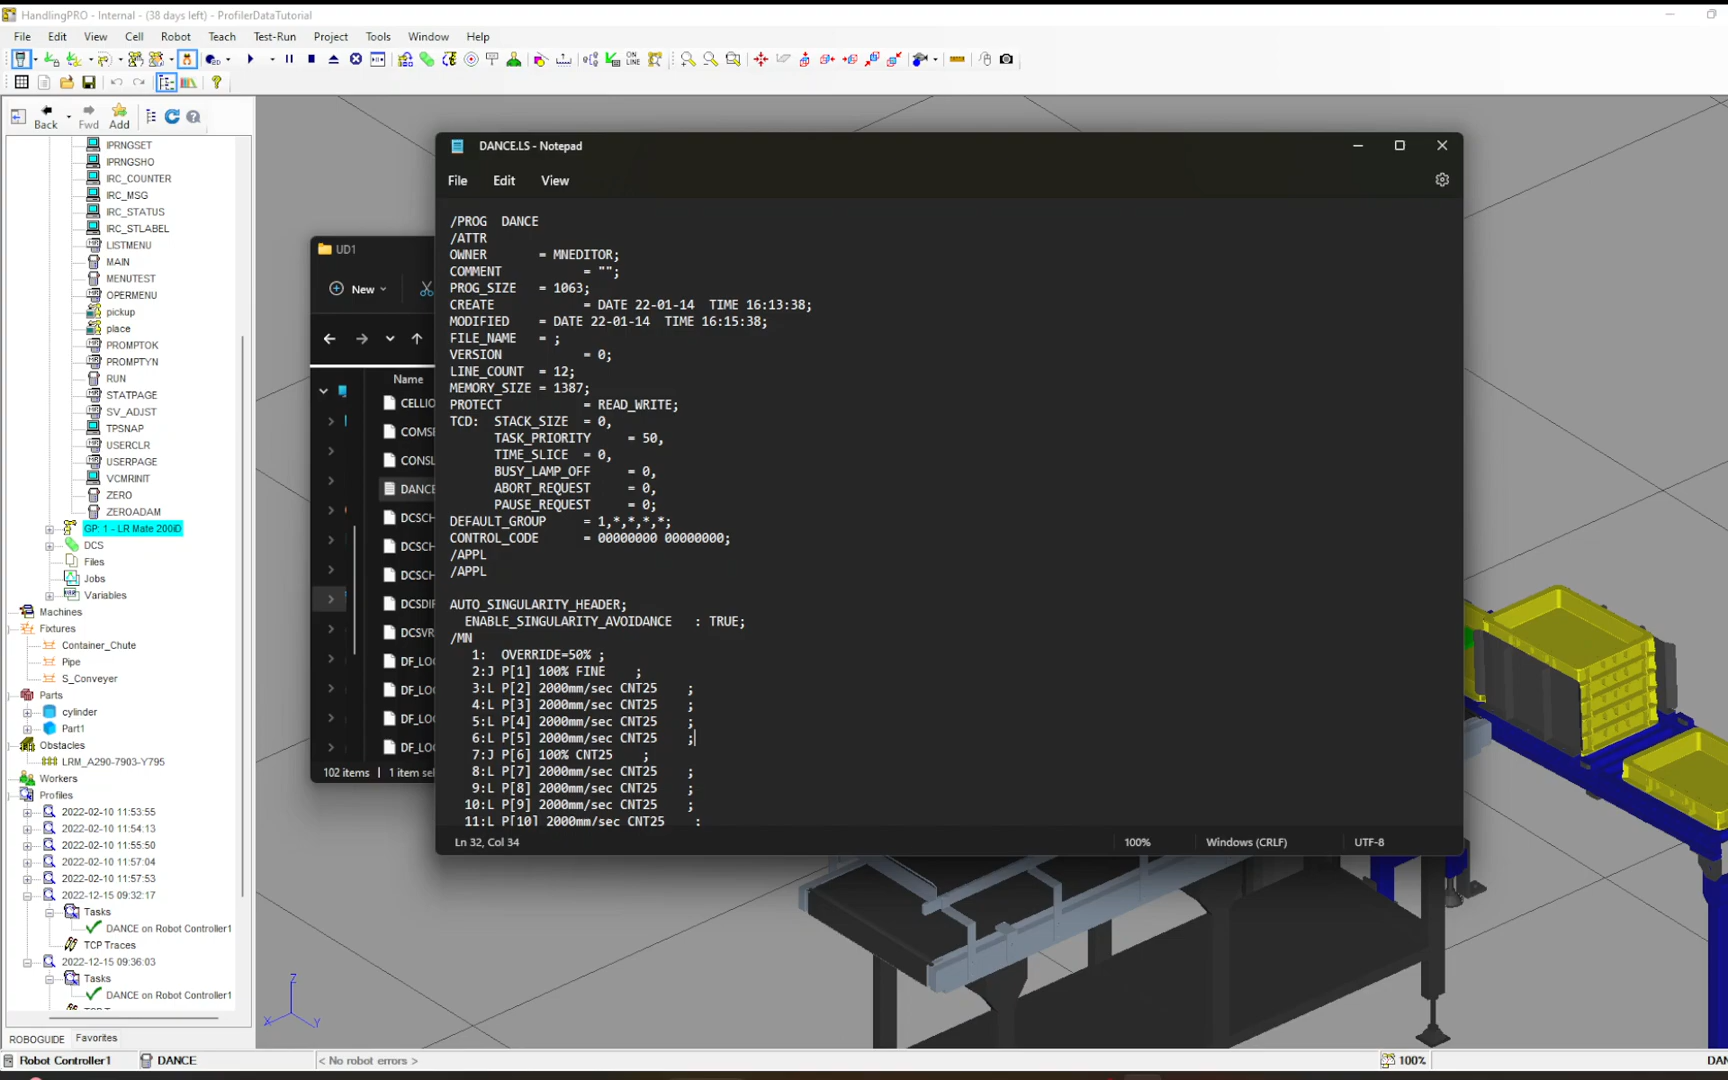 HandlingPRO - Internal - (38 days left) - ProfilerDataTutorial
File Edit View Cell Robot Teach Test-Run Project Tools Window Help
ON LINE
Back Fwd Add
IPRNGSET
IPRNGSHO
IRC_COUNTER
IRC_MSG
IRC_STATUS
IRC_STLABEL
LISTMENU
MAIN
MENUTEST
OPERMENU
pickup
place
PROMPTOK
PROMPTYN
RUN
STATPAGE
SV_ADJST
TPSNAP
USERCLR
USERPAGE
VCMRINIT
ZERO
ZEROADAM
GP: 1 - LR Mate 200iD
DCS
Files
Jobs
Variables
Machines
Fixtures
Container_Chute
Pipe
S_Conveyer
Parts
cylinder
Part1
Obstacles
LRM_A290-7903-Y795
Workers
Profiles
2022-02-10 11:53:55
2022-02-10 11:54:13
2022-02-10 11:55:50
2022-02-10 11:57:04
2022-02-10 11:57:53
2022-12-15 09:32:17
Tasks
DANCE on Robot Controller1
TCP Traces
2022-12-15 09:36:03
Tasks
DANCE on Robot Controller1
ROBOGUIDE Favorites
Robot Controller1 DANCE < No robot errors > 100% DAN
UD1
New
Name
CELLIO
COMSE
CONSL
DANCE
DCSCH
DCSCH
DCSCH
DCSDIF
DCSVR
DF_LO
DF_LO
DF_LO
102 items 1 item sel
DANCE.LS - Notepad
File Edit View
/PROG DANCE
/ATTR
OWNER = MNEDITOR;
COMMENT = "";
PROG_SIZE = 1063;
CREATE = DATE 22-01-14 TIME 16:13:38;
MODIFIED = DATE 22-01-14 TIME 16:15:38;
FILE_NAME = ;
VERSION = 0;
LINE_COUNT = 12;
MEMORY_SIZE = 1387;
PROTECT = READ_WRITE;
TCD: STACK_SIZE = 0,
TASK_PRIORITY = 50,
TIME_SLICE = 0,
BUSY_LAMP_OFF = 0,
ABORT_REQUEST = 0,
PAUSE_REQUEST = 0;
DEFAULT_GROUP = 1,*,*,*,*;
CONTROL_CODE = 00000000 00000000;
/APPL
/APPL
AUTO_SINGULARITY_HEADER;
ENABLE_SINGULARITY_AVOIDANCE : TRUE;
/MN
1: OVERRIDE=50% ;
2:J P[1] 100% FINE ;
3:L P[2] 2000mm/sec CNT25 ;
4:L P[3] 2000mm/sec CNT25 ;
5:L P[4] 2000mm/sec CNT25 ;
6:L P[5] 2000mm/sec CNT25 ;
7:J P[6] 100% CNT25 ;
8:L P[7] 2000mm/sec CNT25 ;
9:L P[8] 2000mm/sec CNT25 ;
10:L P[9] 2000mm/sec CNT25 ;
11:L P[10] 2000mm/sec CNT25 ;
Ln 32, Col 34 100% Windows (CRLF) UTF-8
Z
X
Y